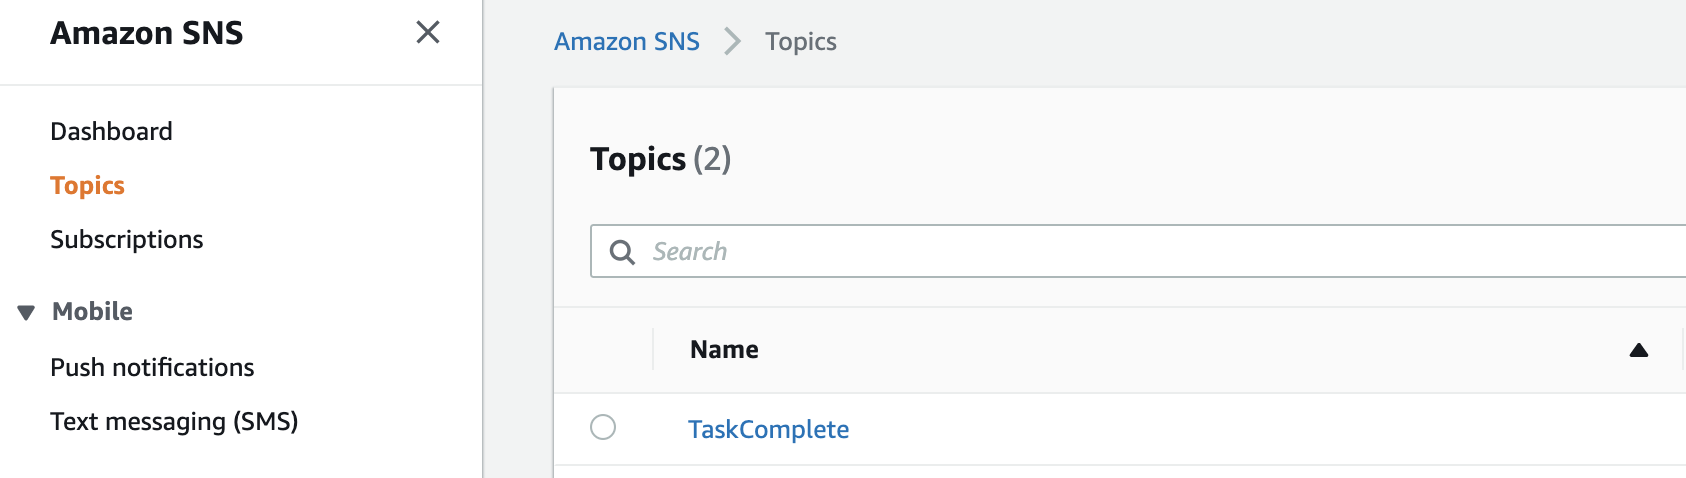 Amazon SNS
Dashboard
Topics
Subscriptions
Mobile
Push notifications
Text messaging (SMS)
Amazon SNS
Topics
Topics (2)
Search
Name
TaskComplete